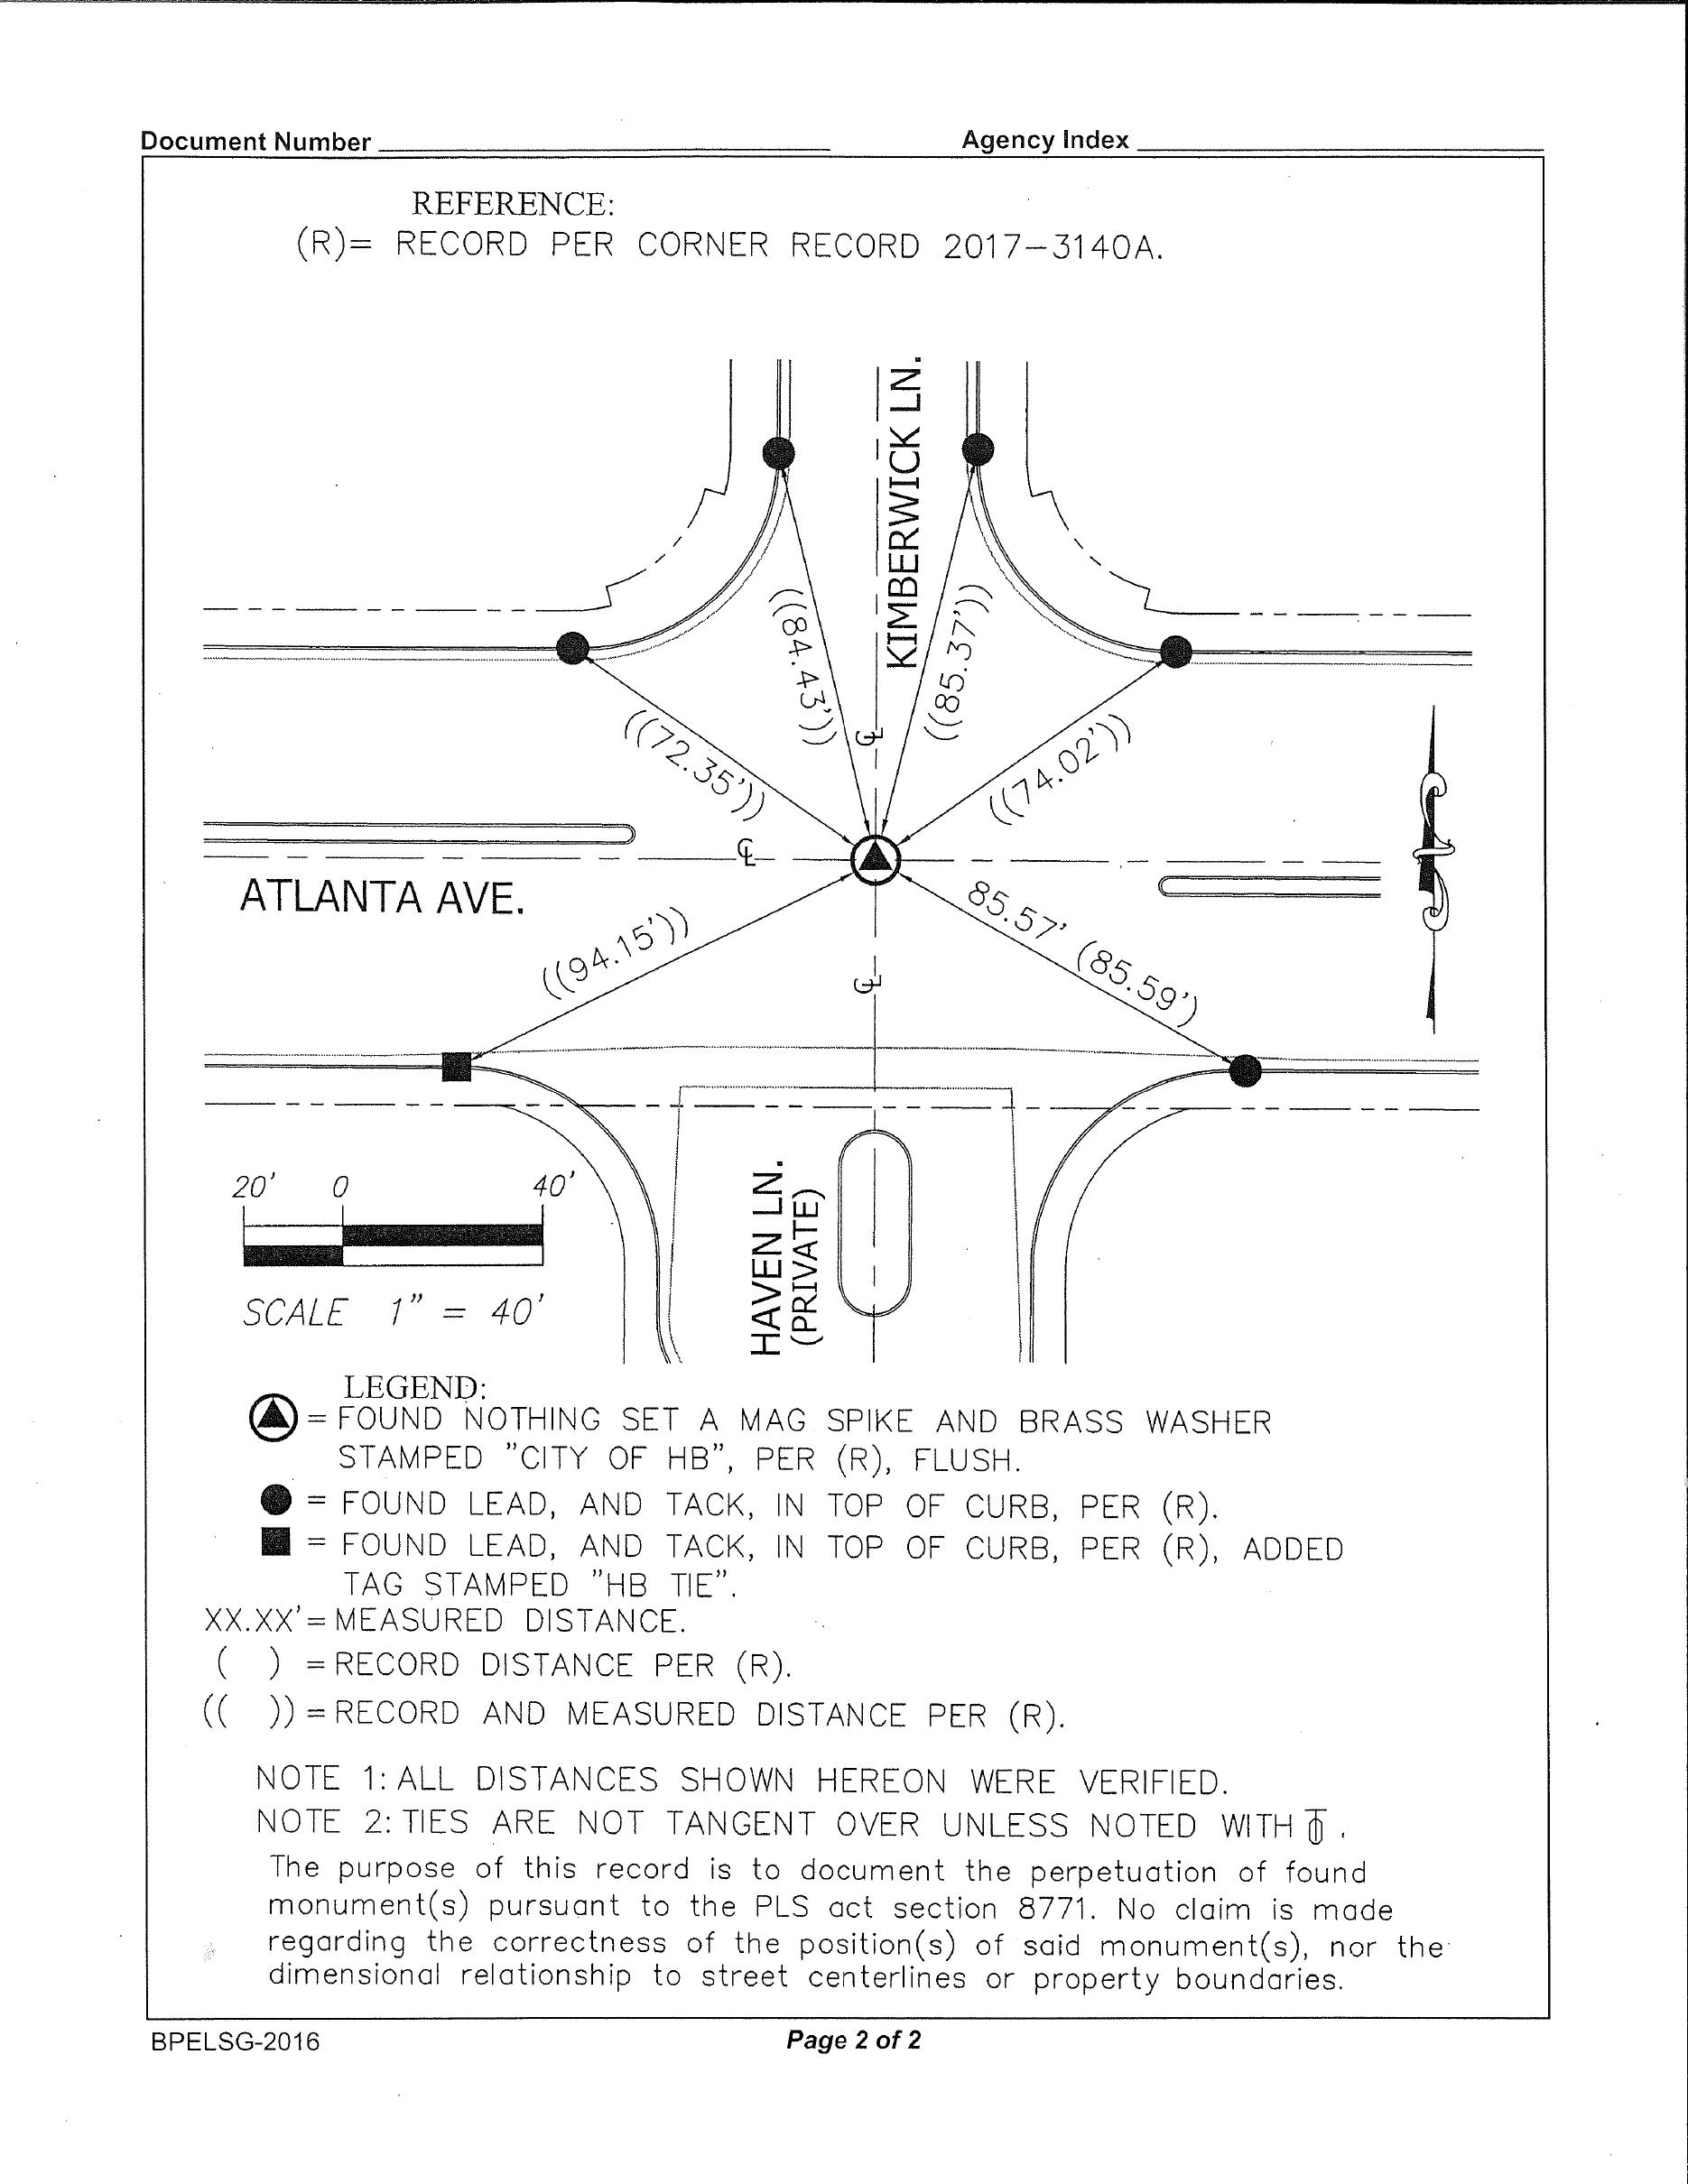 Document Number
Agency Index
REFERENCE:
(R)= RECORD PER CORNER RECORD 2017-3140A.
KIMBERWICK LN.
((84.43'))
((85.37'))
((72.35'))
((74.02'))
℄
℄
ATLANTA AVE.
((94.15'))
85.57' (85.59')
℄
20' 0 40'
SCALE 1" = 40'
HAVEN LN.
(PRIVATE)
LEGEND:
= FOUND NOTHING SET A MAG SPIKE AND BRASS WASHER
STAMPED "CITY OF HB", PER (R), FLUSH.
= FOUND LEAD, AND TACK, IN TOP OF CURB, PER (R).
= FOUND LEAD, AND TACK, IN TOP OF CURB, PER (R), ADDED
TAG STAMPED "HB TIE".
XX.XX'= MEASURED DISTANCE.
( ) = RECORD DISTANCE PER (R).
(( )) = RECORD AND MEASURED DISTANCE PER (R).
NOTE 1: ALL DISTANCES SHOWN HEREON WERE VERIFIED.
NOTE 2: TIES ARE NOT TANGENT OVER UNLESS NOTED WITH .
The purpose of this record is to document the perpetuation of found
monument(s) pursuant to the PLS act section 8771. No claim is made
regarding the correctness of the position(s) of said monument(s), nor the
dimensional relationship to street centerlines or property boundaries.
BPELSG-2016
Page 2 of 2